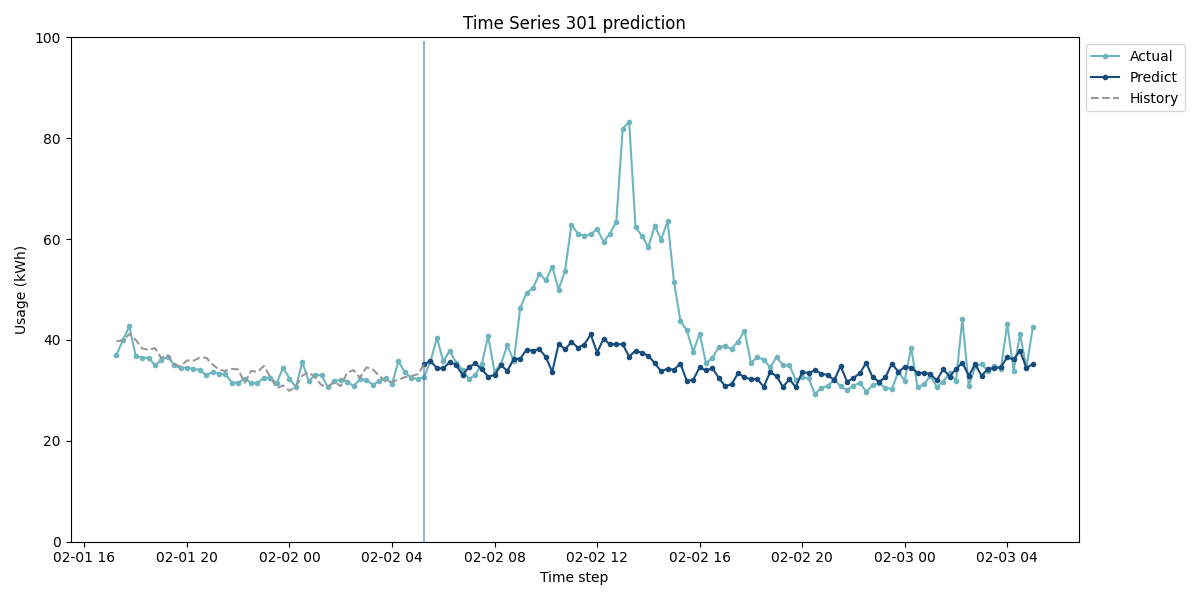 Time Series 301 prediction
100
80
60
40
20
0
Usage (kWh)
02-01 16
02-01 20
02-02 00
02-02 04
02-02 08
02-02 12
02-02 16
02-02 20
02-03 00
02-03 04
Time step
Actual
Predict
History